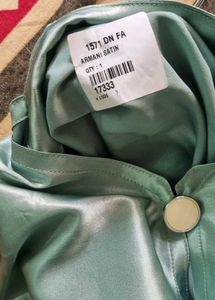 1571 DN FA
ARMANI SATIN
QTY : 1
17333